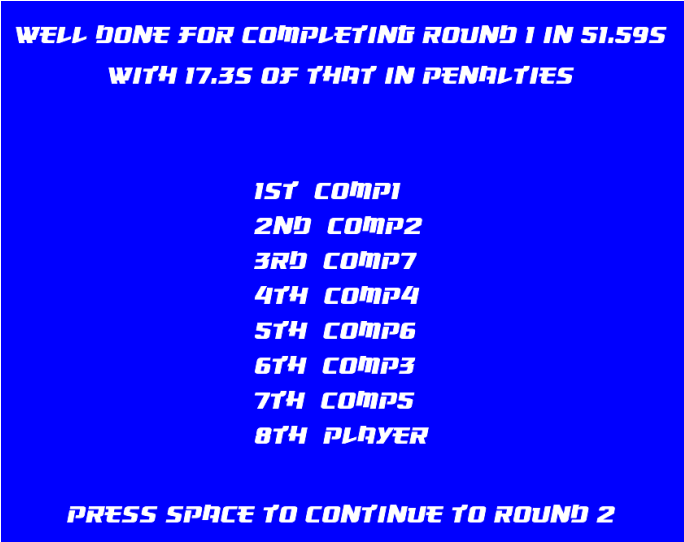 WELL DONE FOR COMPLETING ROUND 1 IN 51.59S
WITH 17.3S OF THAT IN PENALTIES
1ST COMP1
2ND COMP2
3RD COMP7
4TH COMP4
5TH COMP6
6TH COMP3
7TH COMP5
8TH PLAYER
PRESS SPACE TO CONTINUE TO ROUND 2